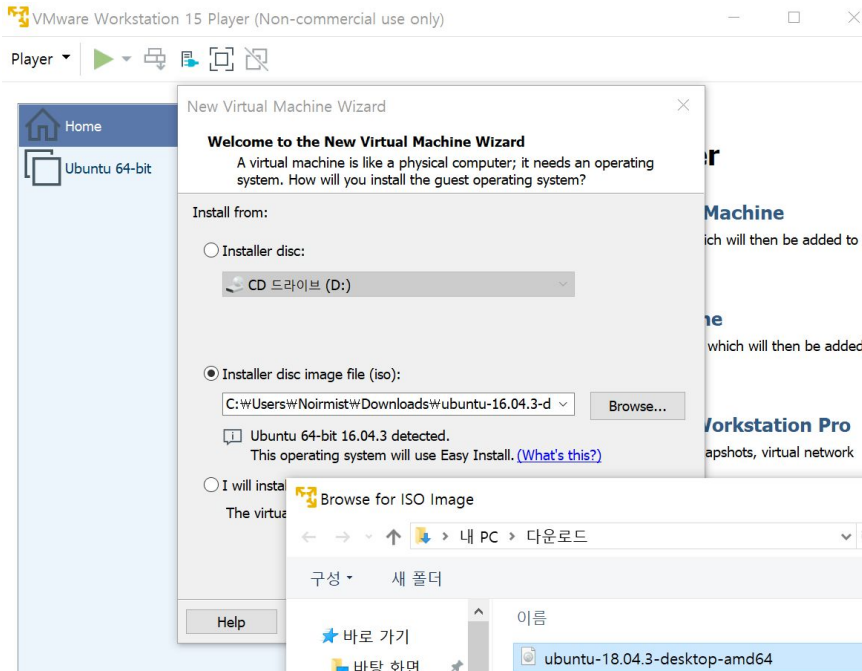 VMware Workstation 15 Player (Non-commercial use only)
Player
Home
Ubuntu 64-bit
New Virtual Machine Wizard
Welcome to the New Virtual Machine Wizard
A virtual machine is like a physical computer; it needs an operating
system. How will you install the guest operating system?
Install from:
Installer disc:
CD 드라이브 (D:)
Installer disc image file (iso):
C:₩Users₩Noirmist₩Downloads₩ubuntu-16.04.3-d
Browse...
Ubuntu 64-bit 16.04.3 detected.
This operating system will use Easy Install. (What's this?)
I will instal
The virtua
Help
r
Machine
ich will then be added to
ne
which will then be added
Workstation Pro
apshots, virtual network
Browse for ISO Image
내 PC > 다운로드
구성
새 폴더
바로 가기
바탕 화면
이름
ubuntu-18.04.3-desktop-amd64